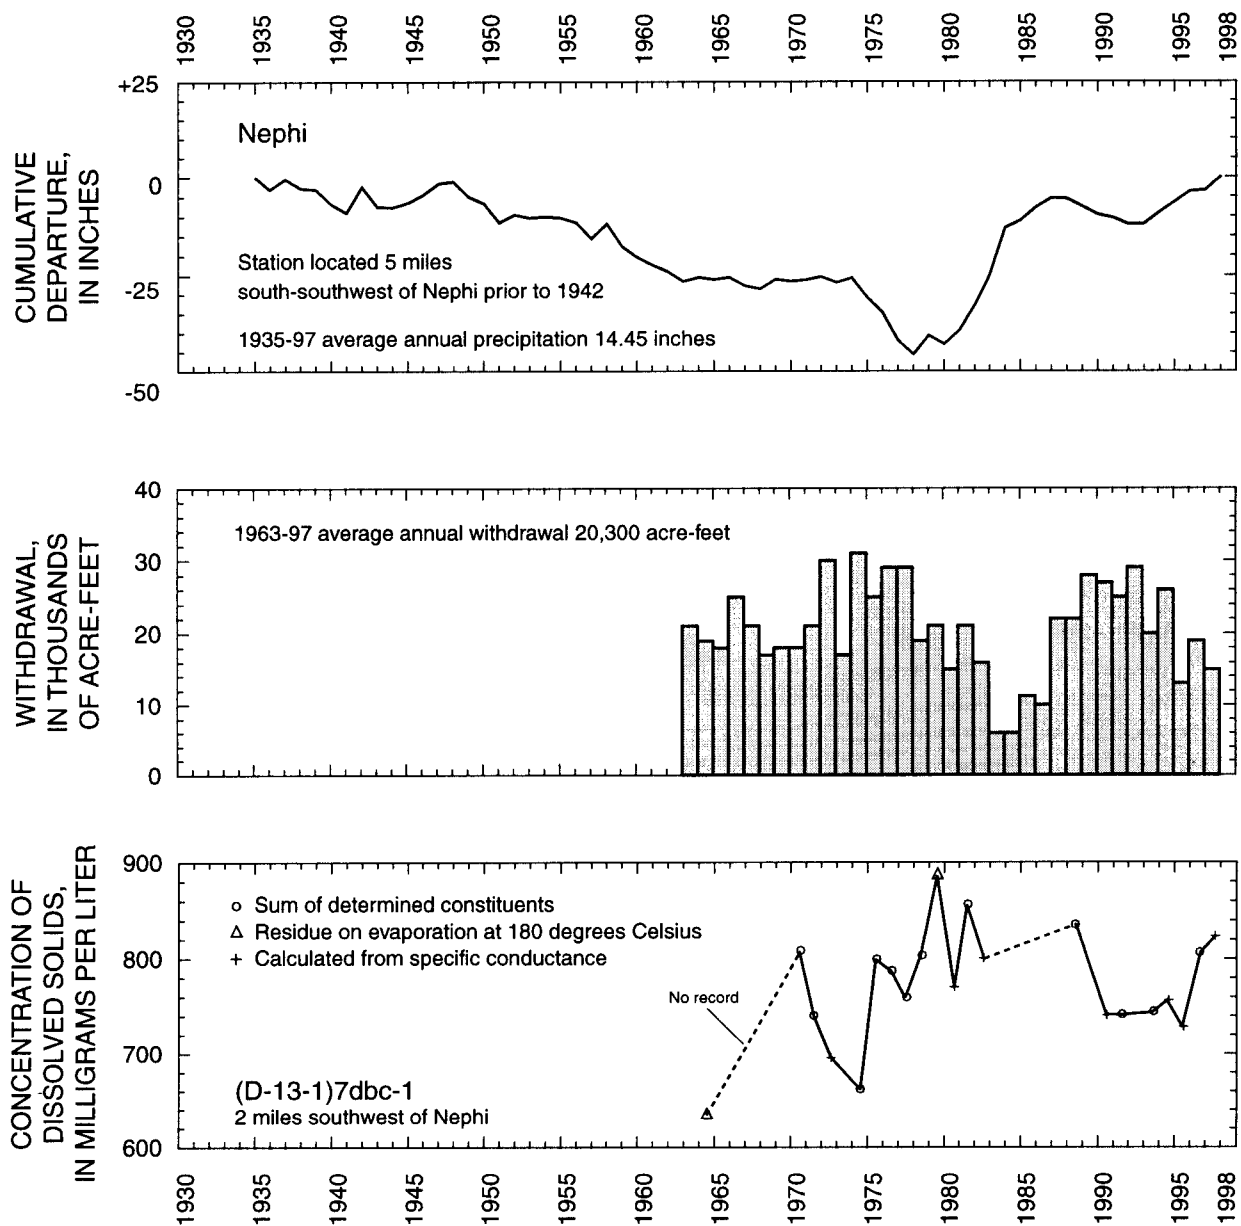 1930 1935 1940 1945 1950 1955 1960 1965 1970 1975 1980 1985 1990 1995 1998
+25
0
-25
-50
CUMULATIVE
DEPARTURE,
IN INCHES
Nephi
Station located 5 miles
south-southwest of Nephi prior to 1942
1935-97 average annual precipitation 14.45 inches
40
30
20
10
0
WITHDRAWAL,
IN THOUSANDS
OF ACRE-FEET
1963-97 average annual withdrawal 20,300 acre-feet
900
800
700
600
CONCENTRATION OF
DISSOLVED SOLIDS,
IN MILLIGRAMS PER LITER
Sum of determined constituents
Residue on evaporation at 180 degrees Celsius
Calculated from specific conductance
No record
(D-13-1)7dbc-1
2 miles southwest of Nephi
1930 1935 1940 1945 1950 1955 1960 1965 1970 1975 1980 1985 1990 1995 1998